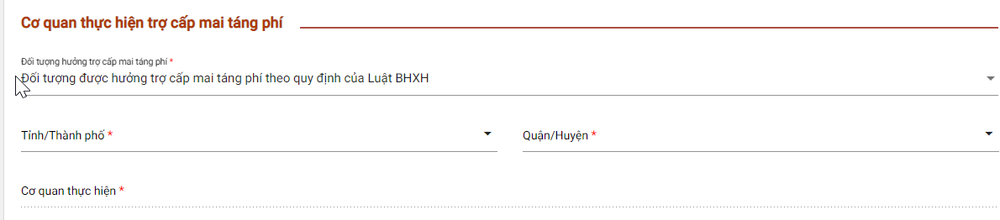 Cơ quan thực hiện trợ cấp mai táng phí
Đối tượng hưởng trợ cấp mai táng phí *
Đối tượng được hưởng trợ cấp mai táng phí theo quy định của Luật BHXH
Tỉnh/Thành phố * Quận/Huyện *
Cơ quan thực hiện *